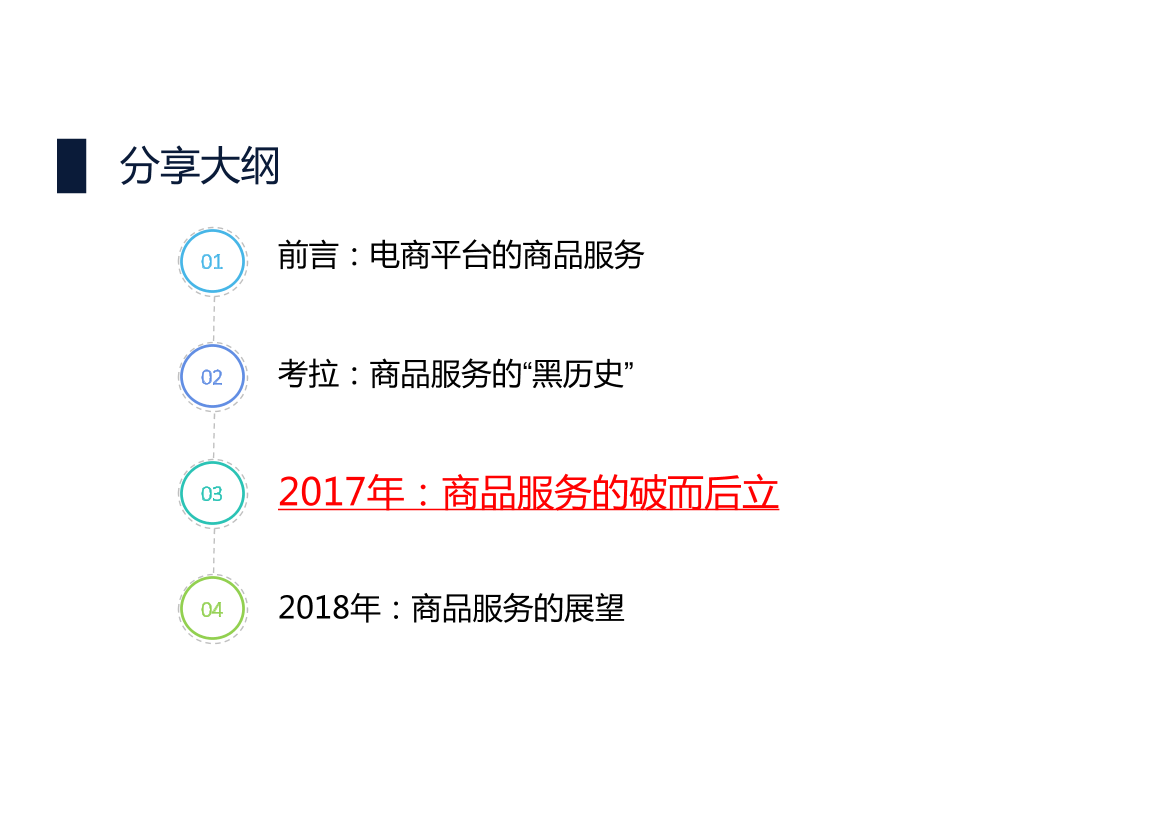 分享大纲
01
前言：电商平台的商品服务
02
考拉：商品服务的“黑历史”
03
2017年：商品服务的破而后立
04
2018年：商品服务的展望